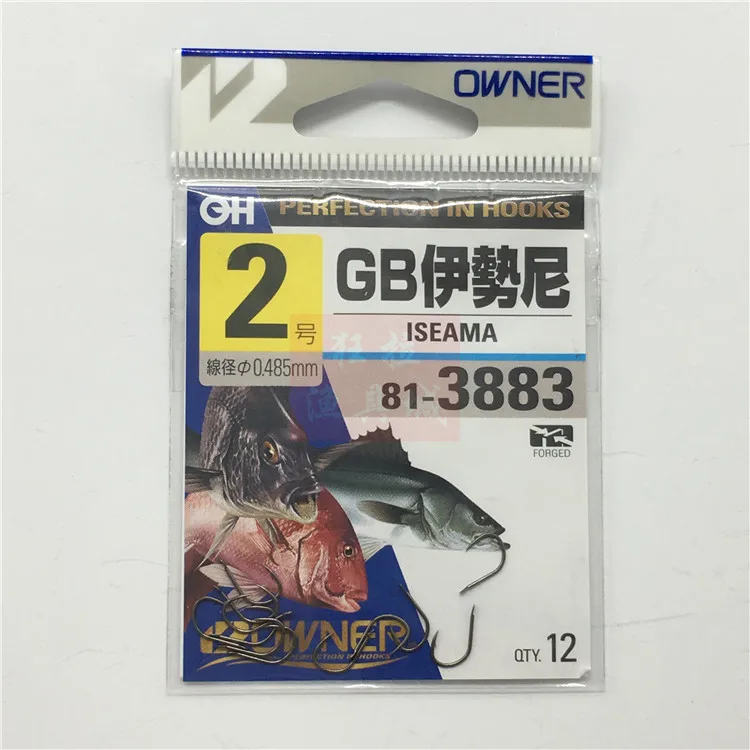 OWNER
OH PERFECTION IN HOOKS
2号
GB伊勢尼
ISEAMA
線径φ0.485mm
81-3883
FORGED
OWNER
PERFECTION IN HOOKS
QTY. 12